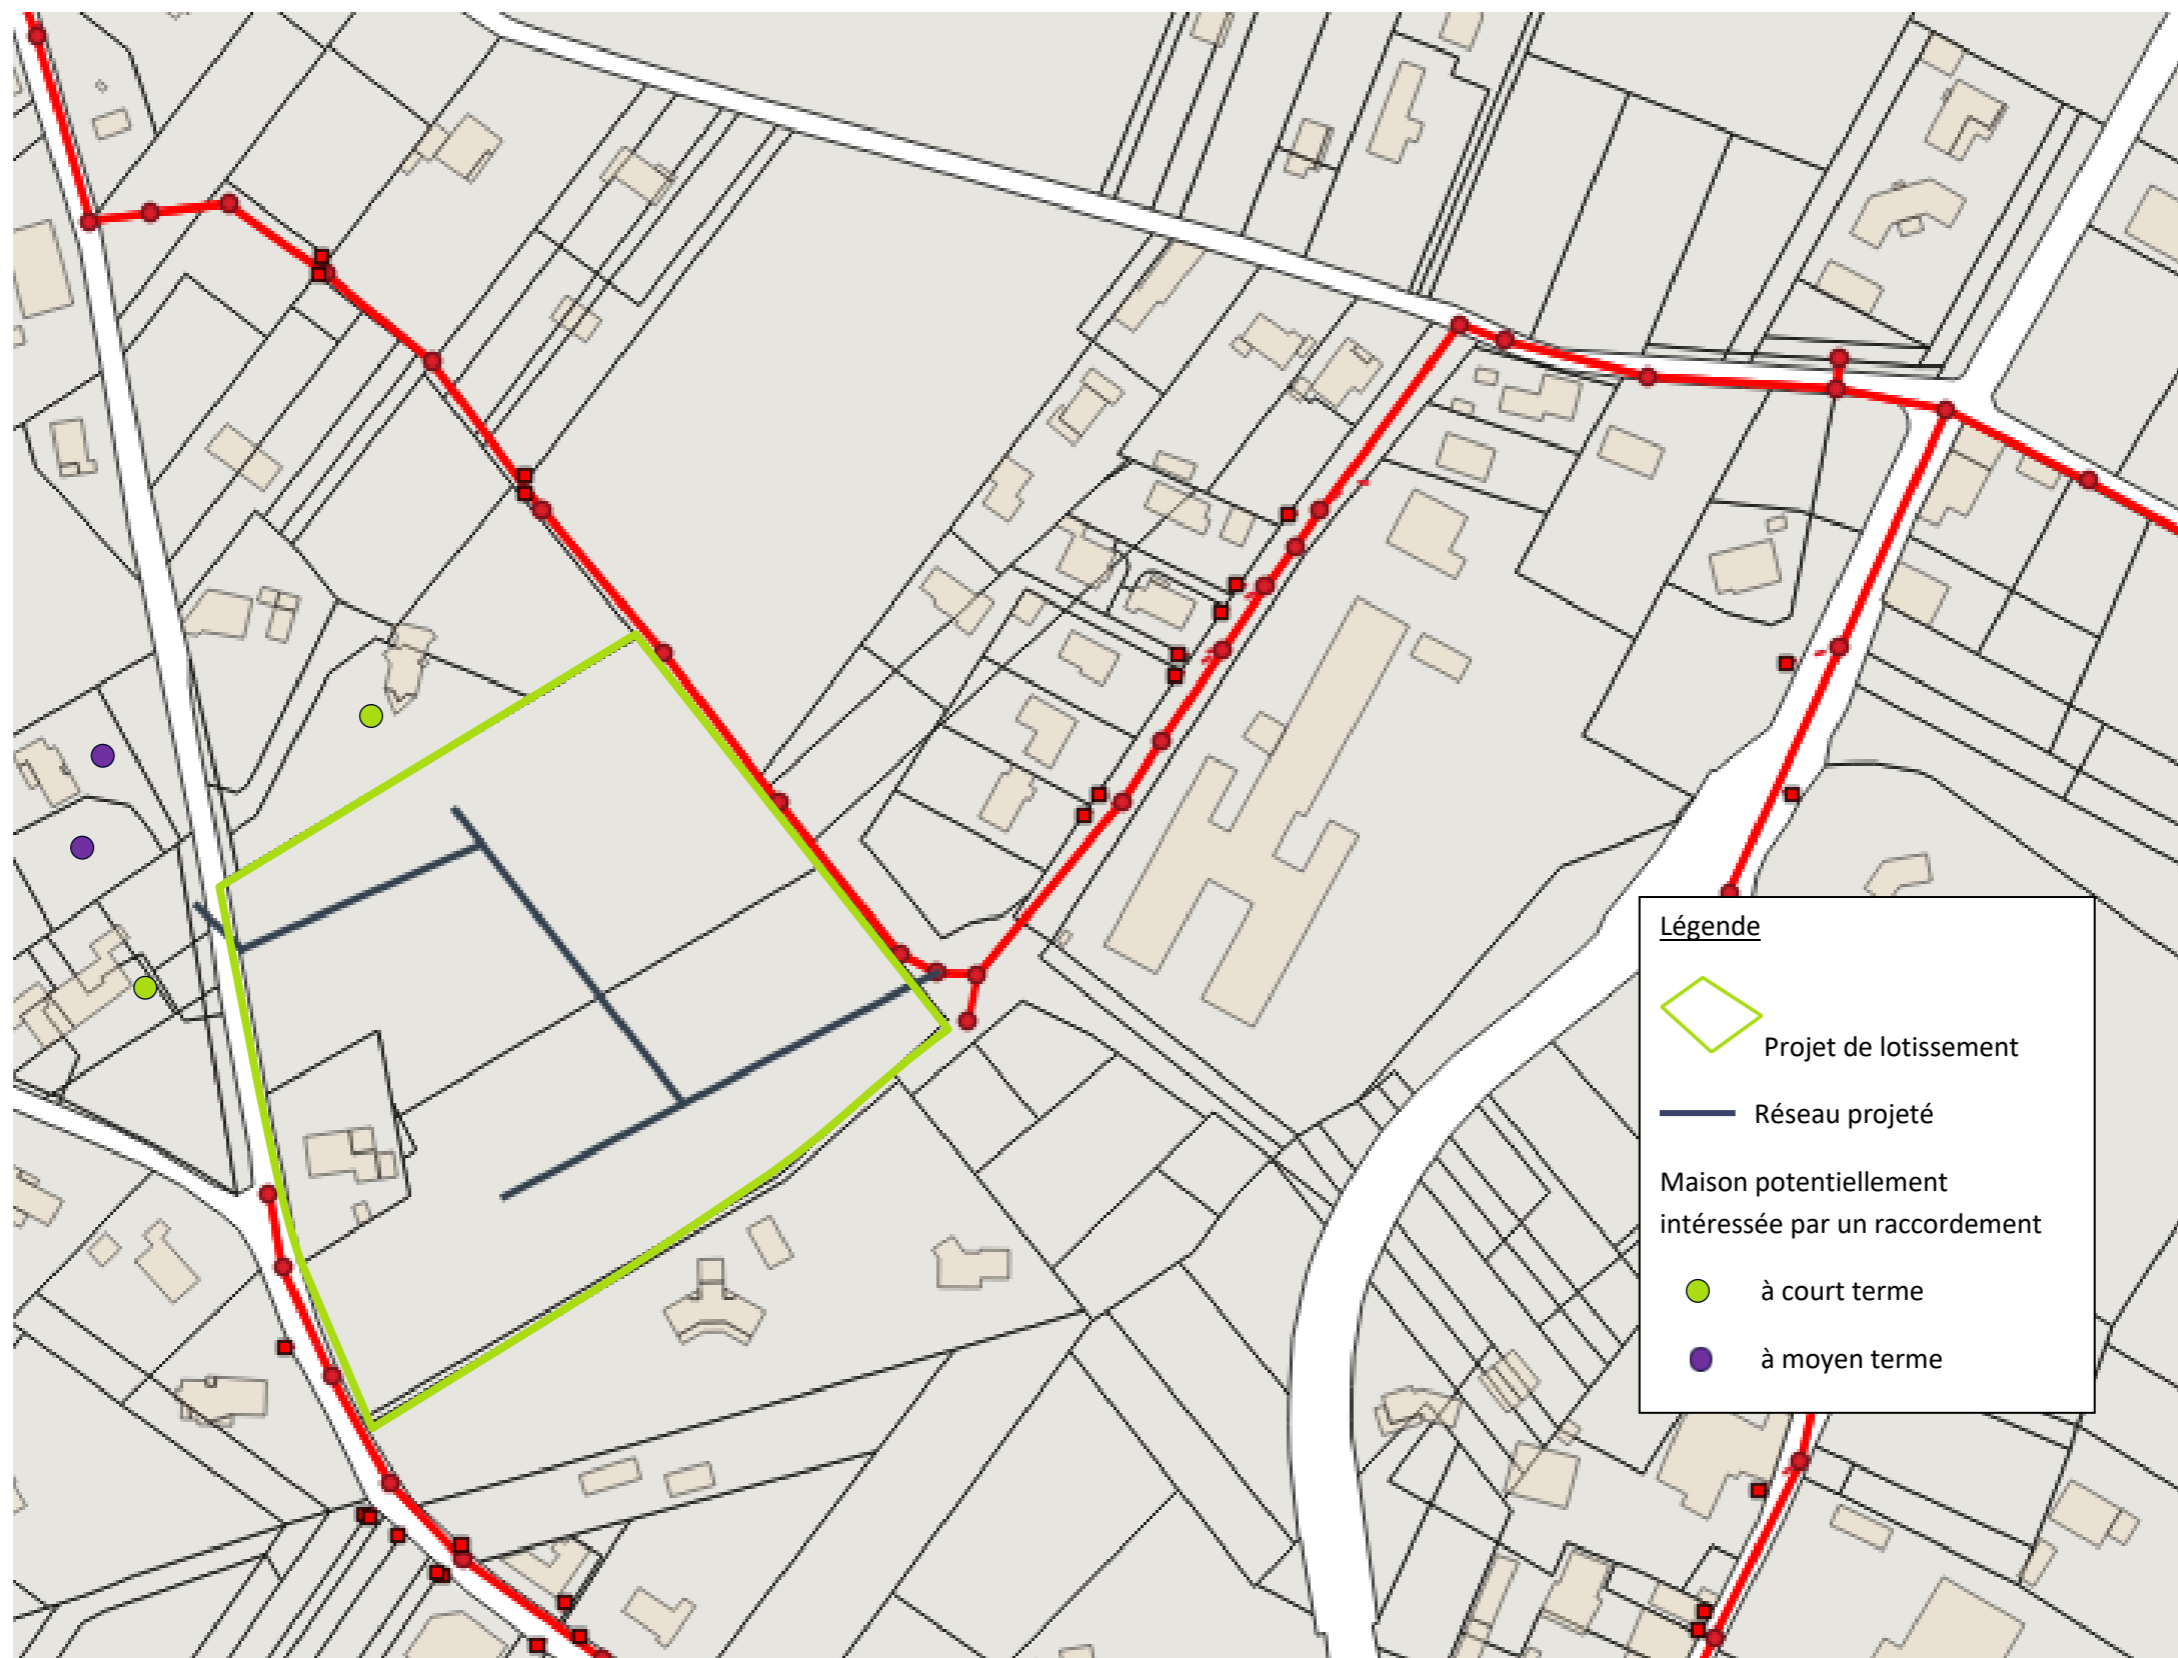 Légende
Projet de lotissement
Réseau projeté
Maison potentiellement
intéressée par un raccordement
à court terme
à moyen terme